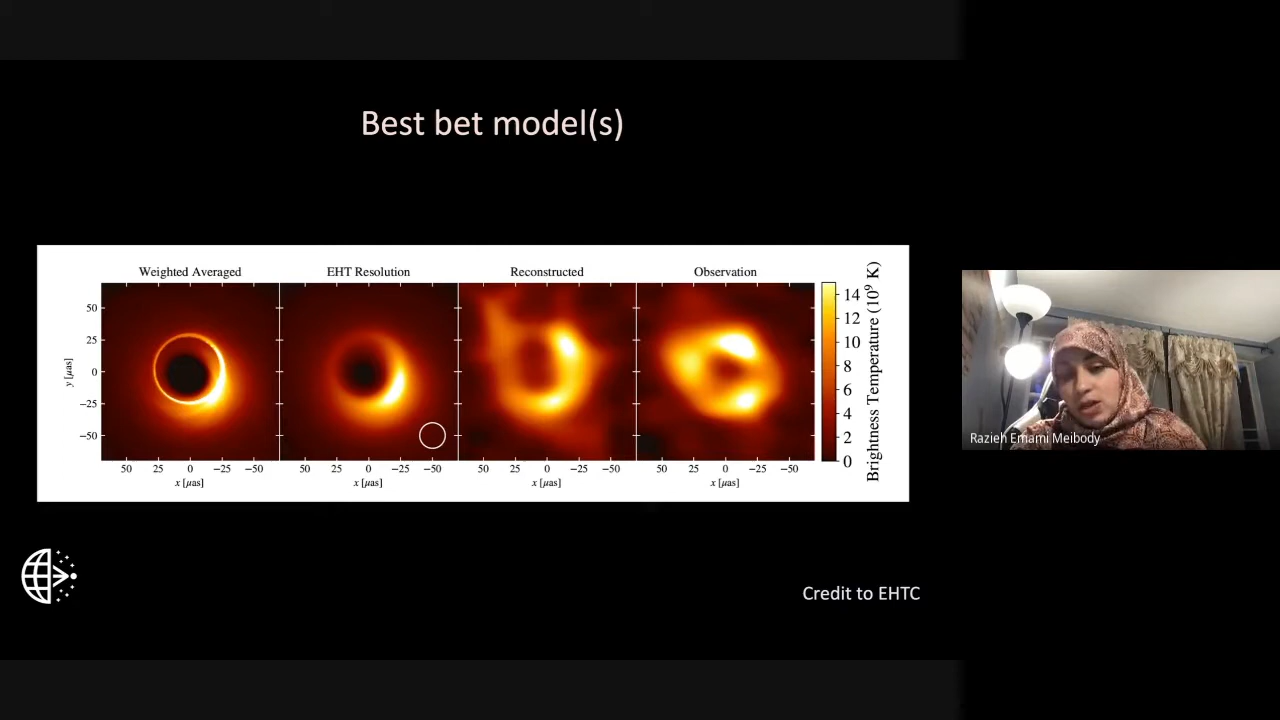 Best bet model(s)
Weighted Averaged
EHT Resolution
Reconstructed
Observation
50
25
0
−25
−50
y [μas]
50 25 0 −25 −50
x [μas]
50 25 0 −25 −50
x [μas]
50 25 0 −25 −50
x [μas]
50 25 0 −25 −50
x [μas]
14
12
10
8
6
4
2
0
Brightness Temperature (10⁹ K)
Razieh Emami Meibody
Credit to EHTC